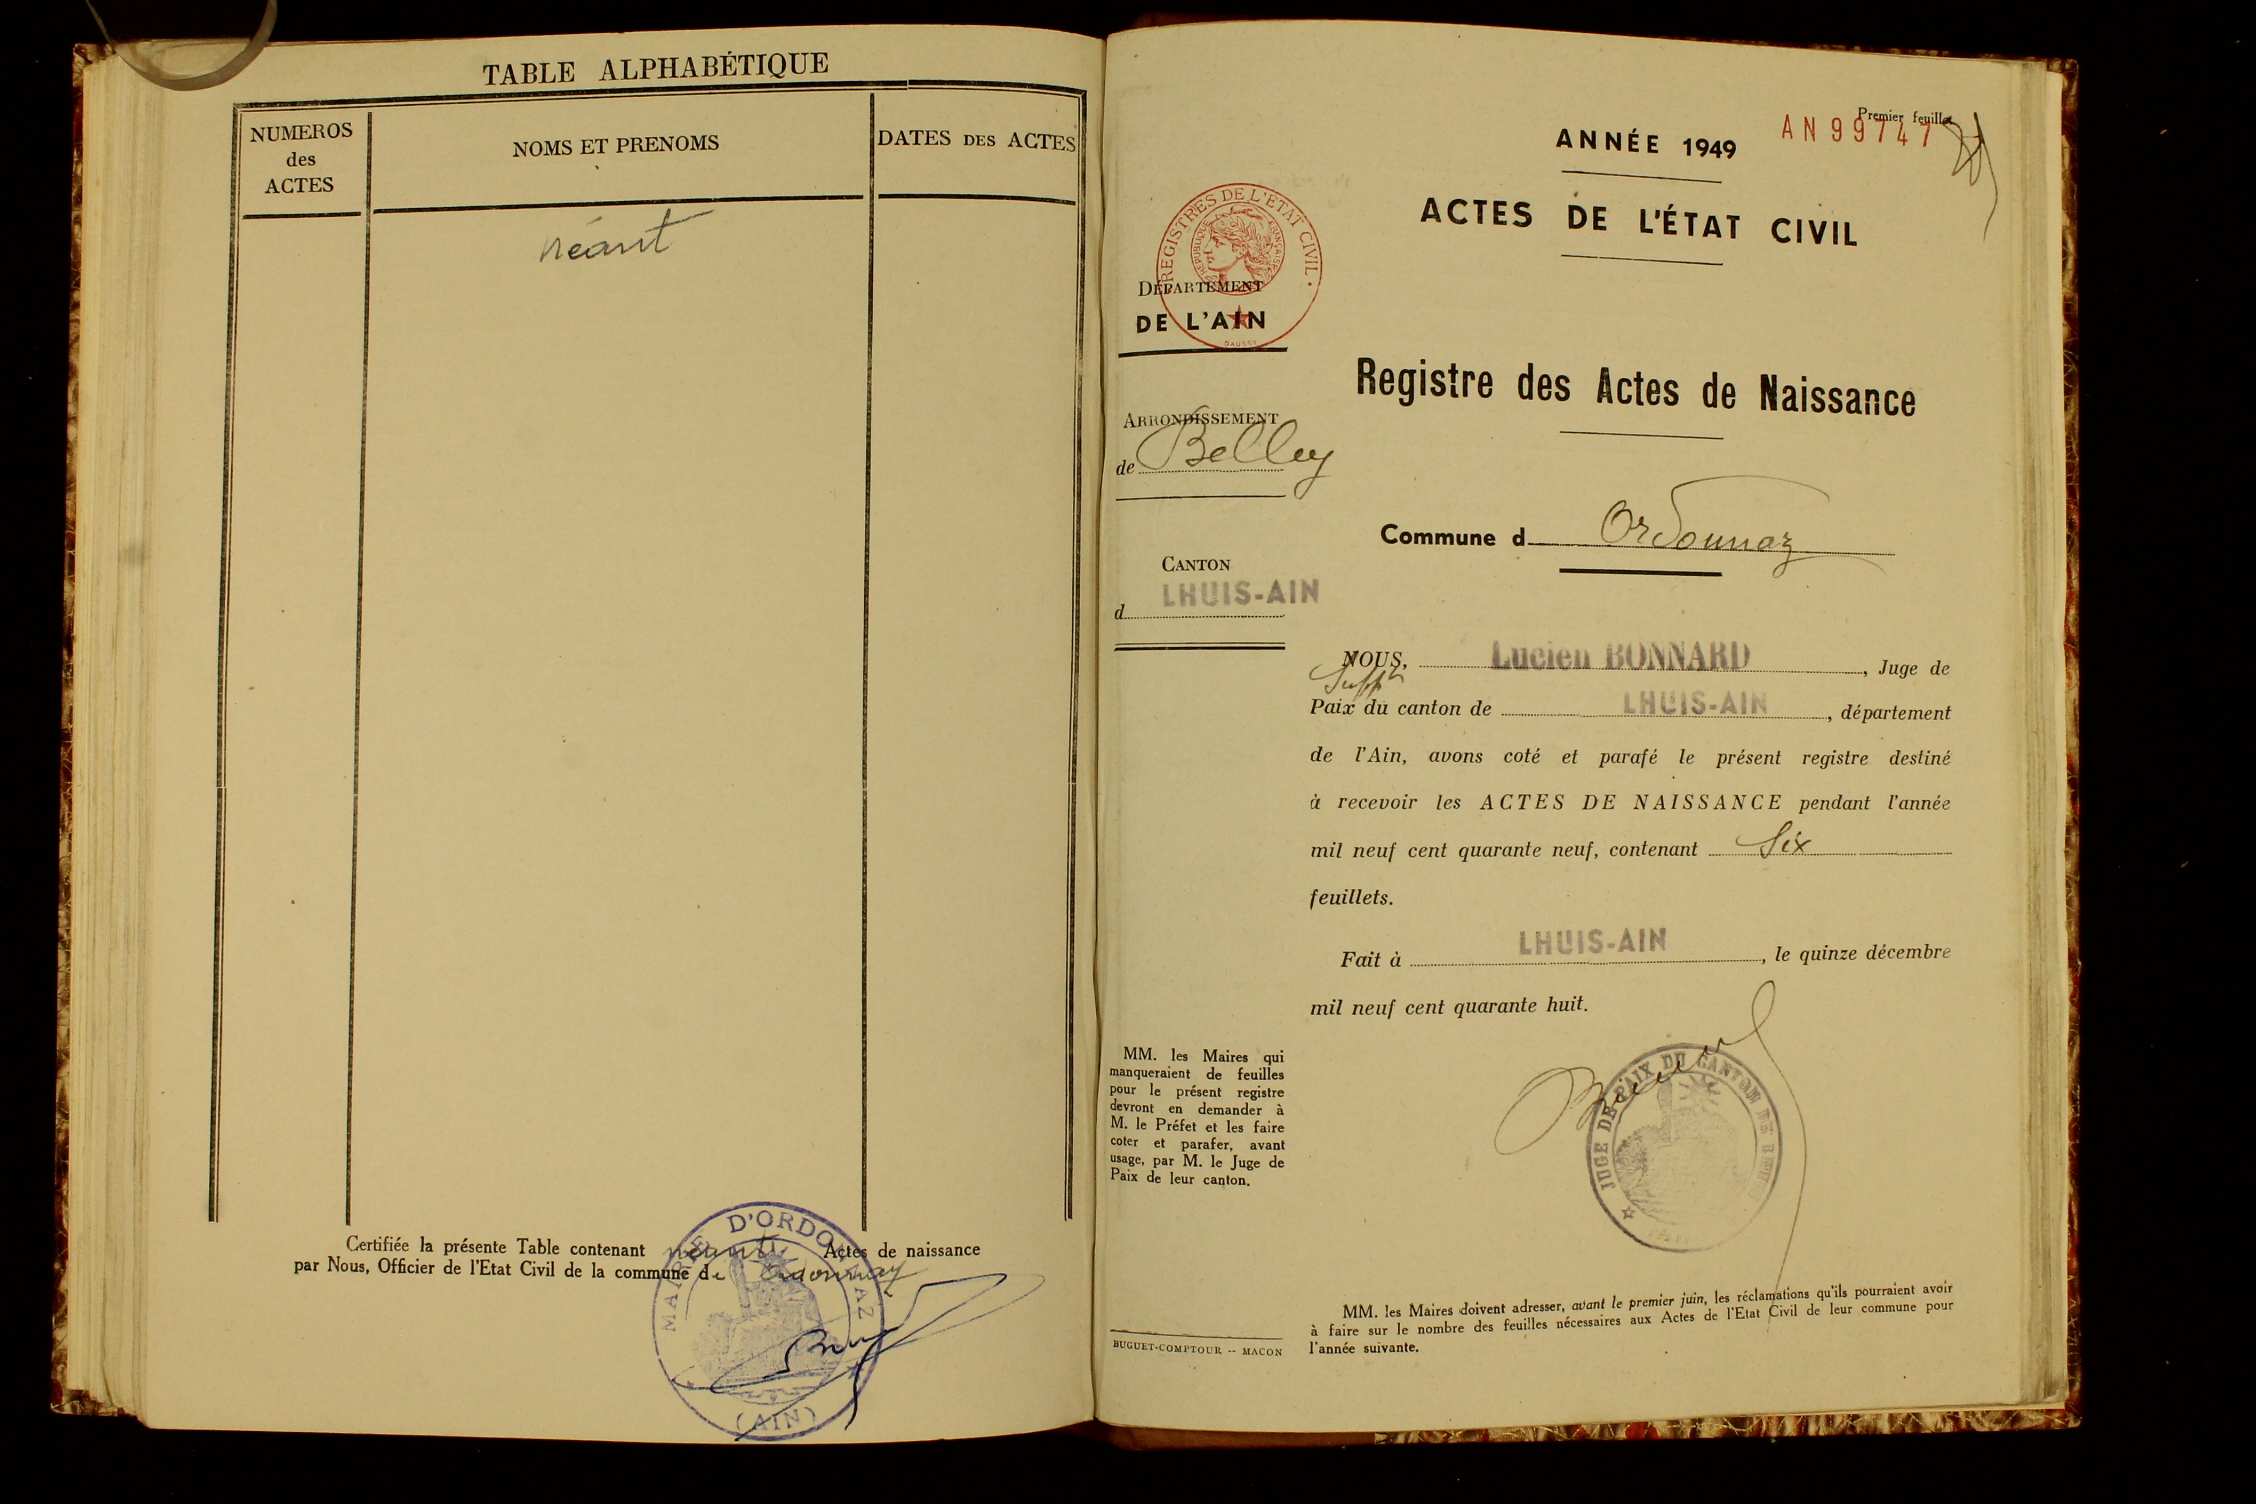 TABLE ALPHABÉTIQUE
NUMEROS
des
ACTES
NOMS ET PRENOMS
DATES DES ACTES
néant
Certifiée la présente Table contenant néant Actes de naissance
par Nous, Officier de l'Etat Civil de la commune de Ordonnaz
MAIRIE D'ORDONNAZ
(AIN)
Premier feuillet
AN99747
ANNÉE 1949
ACTES DE L'ÉTAT CIVIL
REGISTRES DE L'ETAT CIVIL
REPUBLIQUE FRANÇAISE
DAUSSY
DÉPARTEMENT
DE L'AIN
Registre des Actes de Naissance
ARRONDISSEMENT
de Belley
Commune d Ordonnaz
CANTON
d LHUIS-AIN
NOUS, Lucien BONNARD, Juge de
Suppt
Paix du canton de LHUIS-AIN, département
de l'Ain, avons coté et parafé le présent registre destiné
à recevoir les ACTES DE NAISSANCE pendant l'année
mil neuf cent quarante neuf, contenant Six
feuillets.
Fait à LHUIS-AIN, le quinze décembre
mil neuf cent quarante huit.
JUGE DE PAIX DU CANTON DE
MM. les Maires qui
manqueraient de feuilles
pour le présent registre
devront en demander à
M. le Préfet et les faire
coter et parafer, avant
usage, par M. le Juge de
Paix de leur canton.
BUGUET-COMPTOUR -- MACON
MM. les Maires doivent adresser, avant le premier juin, les réclamations qu'ils pourraient avoir
à faire sur le nombre des feuilles nécessaires aux Actes de l'Etat Civil de leur commune pour
l'année suivante.